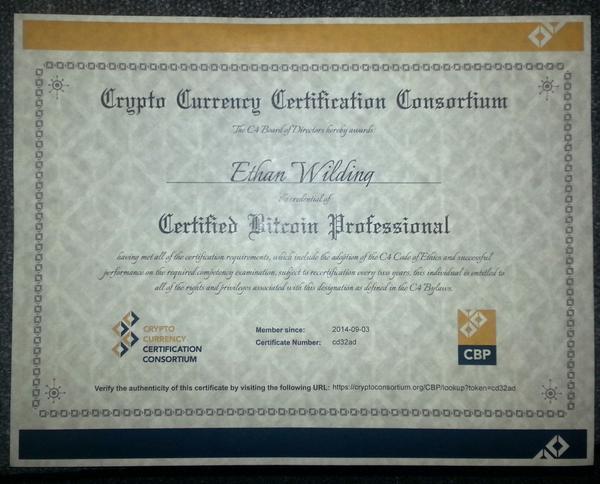 Crypto Currency Certification Consortium
The C4 Board of Directors hereby awards
Ethan Wilding
the credential of
Certified Bitcoin Professional
having met all of the certification requirements, which include the adoption of the C4 Code of Ethics and successful
performance on the required competency examination, subject to recertification every two years, this individual is entitled to
all of the rights and privileges associated with this designation as defined in the C4 Bylaws.
CRYPTO
CURRENCY
CERTIFICATION
CONSORTIUM
Member since: 2014-09-03
Certificate Number: cd32ad
CBP
Verify the authenticity of this certificate by visiting the following URL: https://cryptoconsortium.org/CBP/lookup?token=cd32ad